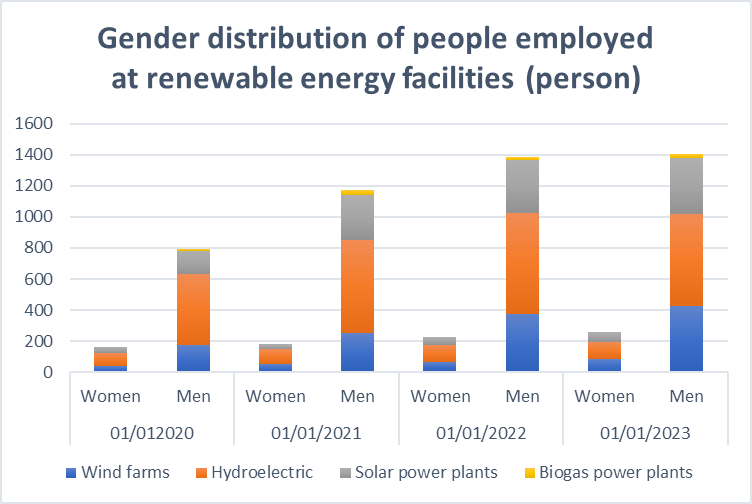 Gender distribution of people employed
at renewable energy facilities (person)
1600
1400
1200
1000
800
600
400
200
0
Women Men Women Men Women Men Women Men
01/012020 01/01/2021 01/01/2022 01/01/2023
Wind farms Hydroelectric Solar power plants Biogas power plants